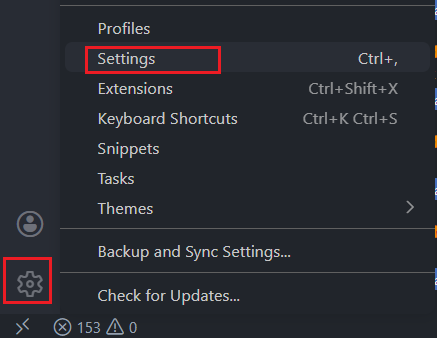 Profiles
Settings Ctrl+,
Extensions Ctrl+Shift+X
Keyboard Shortcuts Ctrl+K Ctrl+S
Snippets
Tasks
Themes
Backup and Sync Settings...
Check for Updates...
153 0